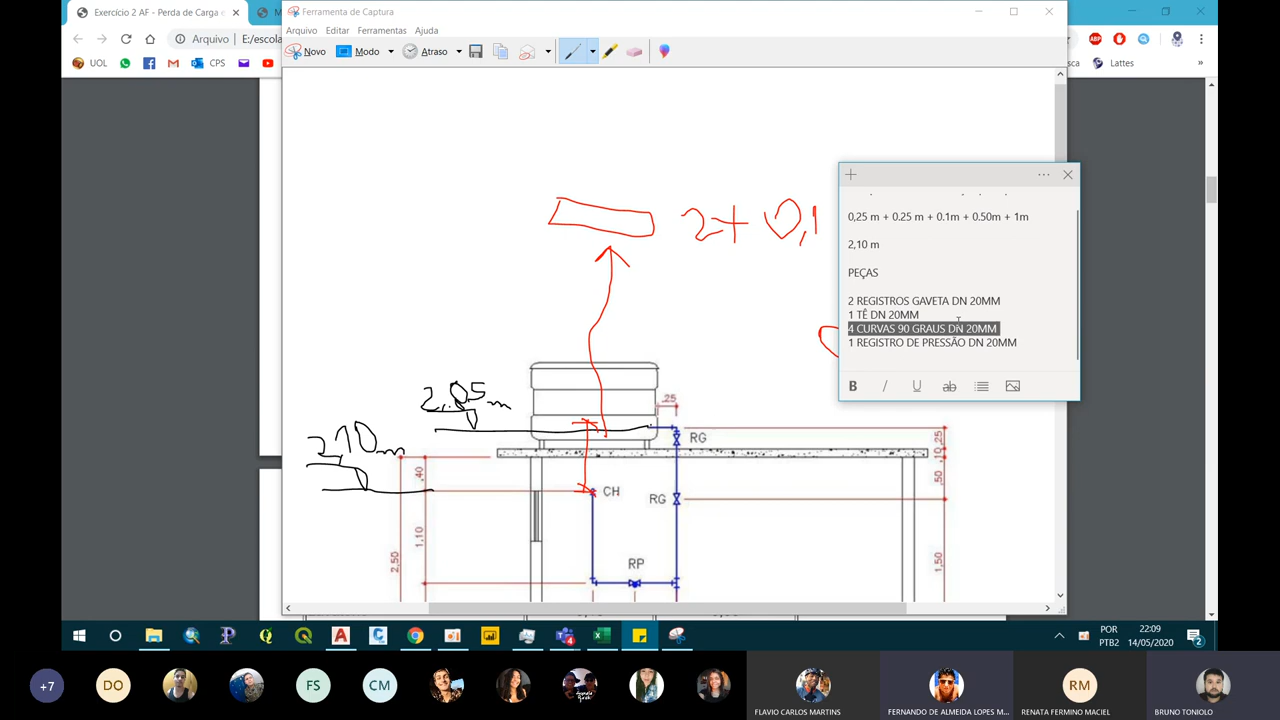 Exercício 2 AF - Perda de Carga e
Ferramenta de Captura
Arquivo
E:/escola
ABP
Arquivo Editar Ferramentas Ajuda
Novo Modo Atraso
UOL
CPS
Lattes
2+ 0,1
0,25 m + 0.25 m + 0.1m + 0.50m + 1m
2,10 m
PEÇAS
2 REGISTROS GAVETA DN 20MM
1 TÊ DN 20MM
4 CURVAS 90 GRAUS DN 20MM
1 REGISTRO DE PRESSÃO DN 20MM
B / U ab
2,85 m
.25
RG
,25
,10
2,10 m
,40
CH
RG
,50
1,10
2,50
RP
1,50
POR
PTB2
22:09
14/05/2020
2
+7
DO
FS
CM
RM
FLAVIO CARLOS MARTINS
FERNANDO DE ALMEIDA LOPES M...
RENATA FERMINO MACIEL
BRUNO TONIOLO